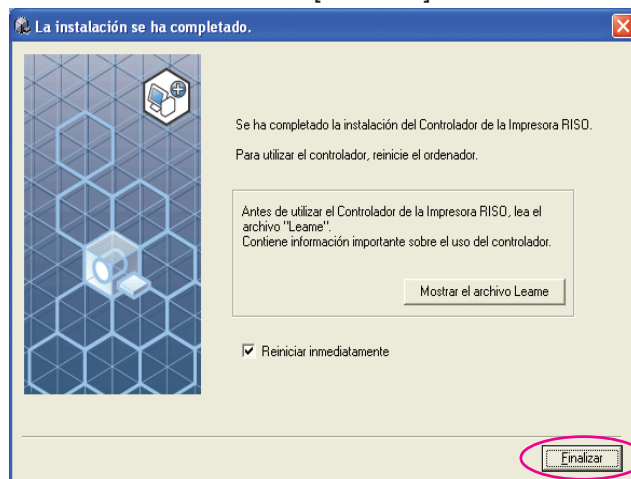 La instalación se ha completado.
Se ha completado la instalación del Controlador de la Impresora RISO.
Para utilizar el controlador, reinicie el ordenador.
Antes de utilizar el Controlador de la Impresora RISO, lea el
archivo "Leame".
Contiene información importante sobre el uso del controlador.
Mostrar el archivo Leame
Reiniciar inmediatamente
Finalizar